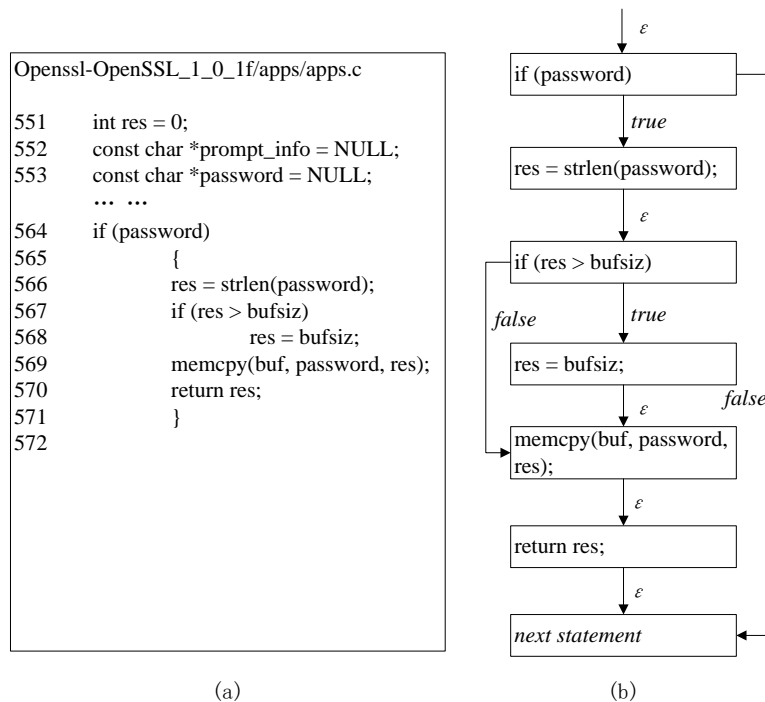 Openssl-OpenSSL_1_0_1f/apps/apps.c
551 int res = 0;
552 const char *prompt_info = NULL;
553 const char *password = NULL;
... ...
564 if (password)
565 {
566 res = strlen(password);
567 if (res > bufsiz)
568 res = bufsiz;
569 memcpy(buf, password, res);
570 return res;
571 }
572
(a)
ε
if (password)
true
res = strlen(password);
ε
if (res > bufsiz)
false
true
res = bufsiz;
ε
false
memcpy(buf, password,
res);
ε
return res;
ε
next statement
(b)